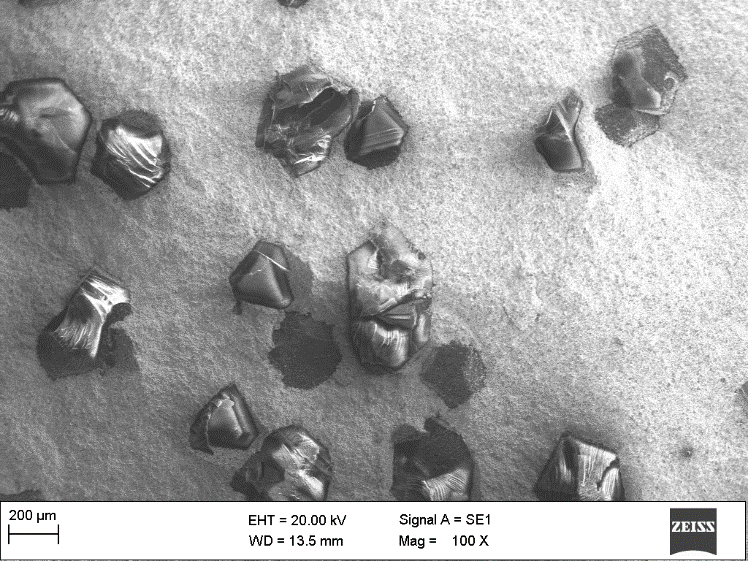 200 µm
EHT = 20.00 kV
Signal A = SE1
WD = 13.5 mm
Mag = 100 X
ZEISS